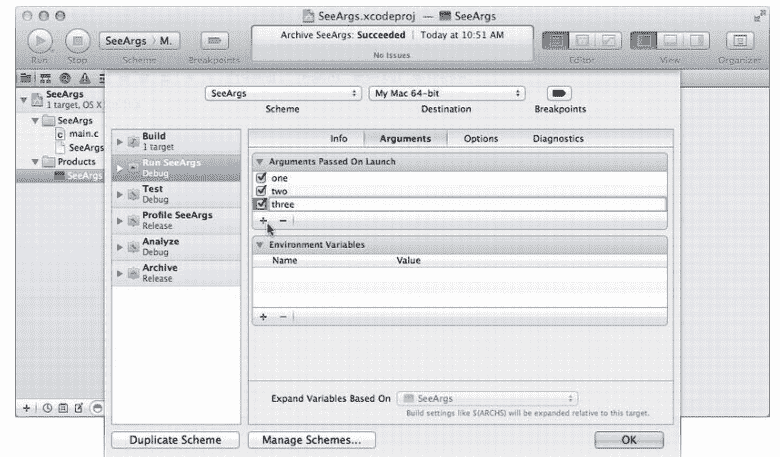 SeeArgs.xcodeproj — SeeArgs
Archive SeeArgs: Succeeded | Today at 10:51 AM
No Issues
SeeArgs M.
Run Stop Scheme Breakpoints Editor View Organizer
SeeArgs
1 target, OS X
SeeArgs
main.c
SeeArgs
Products
SeeArgs
SeeArgs My Mac 64-bit
Scheme Destination Breakpoints
Build
1 target
Run SeeArgs
Debug
Test
Debug
Profile SeeArgs
Release
Analyze
Debug
Archive
Release
Info Arguments Options Diagnostics
Arguments Passed On Launch
one
two
three
Environment Variables
Name Value
Expand Variables Based On SeeArgs
Build settings like $(ARCHS) will be expanded relative to this target.
Duplicate Scheme Manage Schemes... OK